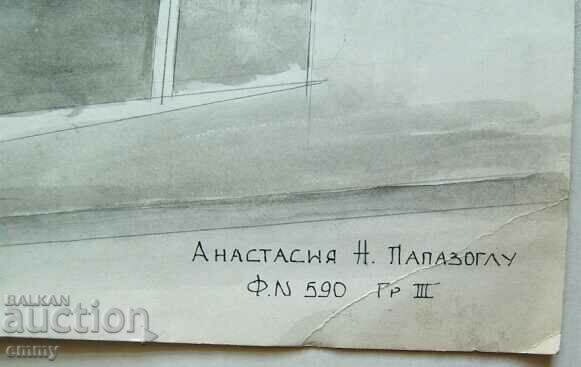 Анастасия Н. Папазоглу
Ф.N 590 Гр III
BALKAN
auction
emmy